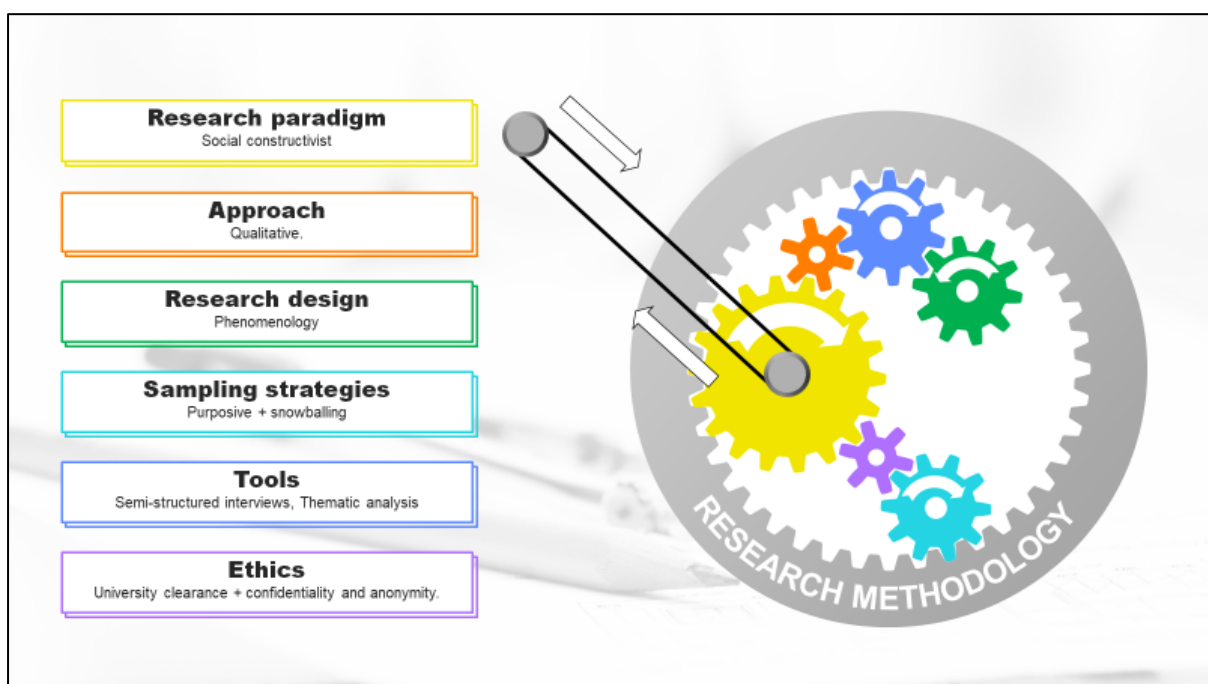 Research paradigm
Social constructivist
Approach
Qualitative.
Research design
Phenomenology
Sampling strategies
Purposive + snowballing
Tools
Semi-structured interviews, Thematic analysis
Ethics
University clearance + confidentiality and anonymity.
RESEARCH METHODOLOGY